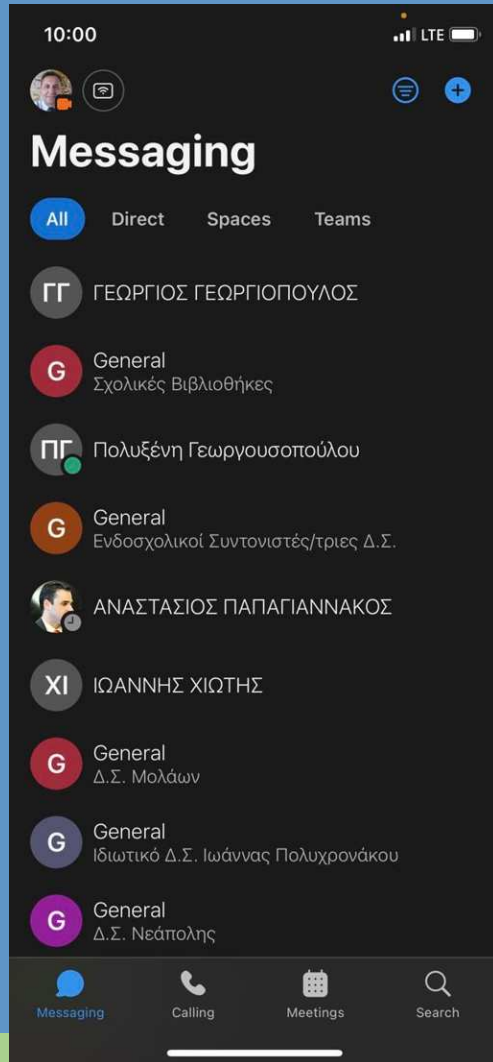 10:00
LTE
Messaging
All Direct Spaces Teams
ΓΓ ΓΕΩΡΓΙΟΣ ΓΕΩΡΓΙΟΠΟΥΛΟΣ
G General
Σχολικές Βιβλιοθήκες
ΠΓ Πολυξένη Γεωργουσοπούλου
G General
Ενδοσχολικοί Συντονιστές/τριες Δ.Σ.
ΑΝΑΣΤΑΣΙΟΣ ΠΑΠΑΓΙΑΝΝΑΚΟΣ
ΧΙ ΙΩΑΝΝΗΣ ΧΙΩΤΗΣ
G General
Δ.Σ. Μολάων
G General
Ιδιωτικό Δ.Σ. Ιωάννας Πολυχρονάκου
G General
Δ.Σ. Νεάπολης
Messaging Calling Meetings Search